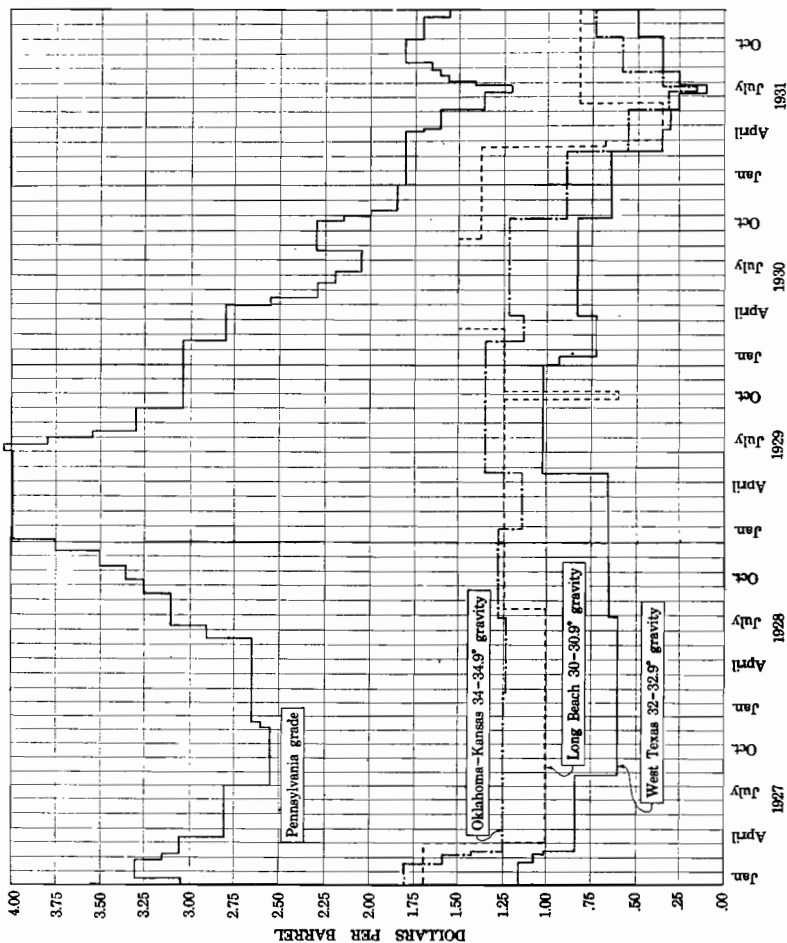 DOLLARS PER BARREL
4.00
3.75
3.50
3.25
3.00
2.75
2.50
2.25
2.00
1.75
1.50
1.25
1.00
.75
.50
.25
.00
Pennsylvania grade
Oklahoma-Kansas 34-34.9° gravity
Long Beach 30-30.9° gravity
West Texas 32-32.9° gravity
Jan.
April
July
Oct.
Jan.
April
July
Oct.
Jan.
April
July
Oct.
Jan.
April
July
Oct.
Jan.
April
July
Oct.
1927
1928
1929
1930
1931